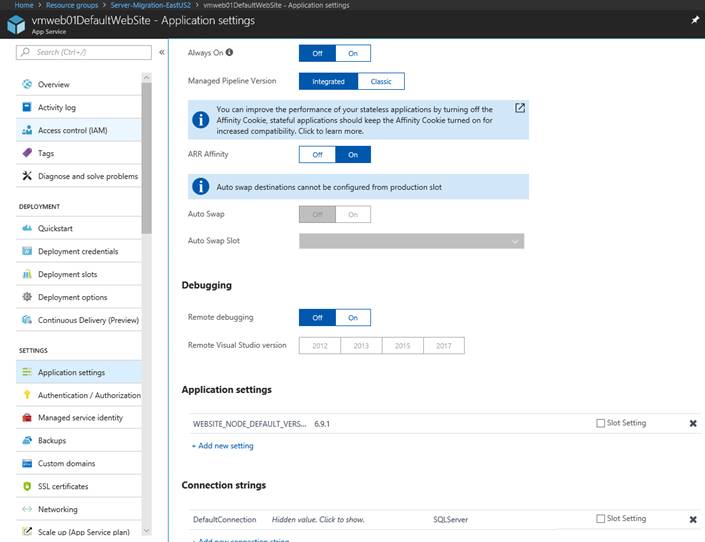 Home > Resource groups > Server-Migration-EastUS2 > vmweb01DefaultWebSite - Application settings
vmweb01DefaultWebSite - Application settings
App Service
Search (Ctrl+/)
«
Overview
Activity log
Access control (IAM)
Tags
Diagnose and solve problems
DEPLOYMENT
Quickstart
Deployment credentials
Deployment slots
Deployment options
Continuous Delivery (Preview)
SETTINGS
Application settings
Authentication / Authorization
Managed service identity
Backups
Custom domains
SSL certificates
Networking
Scale up (App Service plan)
Always On Off On
Managed Pipeline Version Integrated Classic
You can improve the performance of your stateless applications by turning off the
Affinity Cookie, stateful applications should keep the Affinity Cookie turned on for
increased compatibility. Click to learn more.
ARR Affinity Off On
Auto swap destinations cannot be configured from production slot
Auto Swap Off On
Auto Swap Slot
Debugging
Remote debugging Off On
Remote Visual Studio version 2012 2013 2015 2017
Application settings
WEBSITE_NODE_DEFAULT_VERS... 6.9.1 Slot Setting
+ Add new setting
Connection strings
DefaultConnection Hidden value. Click to show. SQLServer Slot Setting
+ Add new connection string